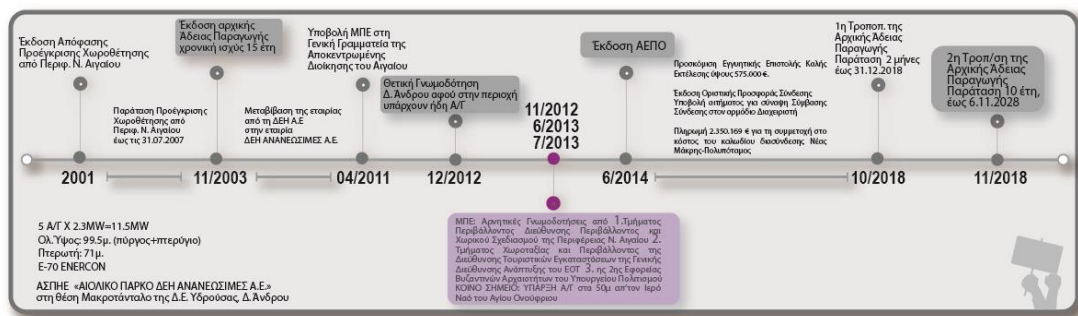 Έκδοση Απόφασης
Προέγκρισης Χωροθέτησης
από Περιφ. Ν. Αιγαίου
Παράταση Προέγκρισης
Χωροθέτησης από
Περιφ. Ν. Αιγαίου
έως τις 31.07.2007
Έκδοση αρχικής
Άδειας Παραγωγής
χρονική ισχύς 15 έτη
Μεταβίβαση της εταιρίας
από τη ΔΕΗ Α.Ε
στην εταιρία
ΔΕΗ ΑΝΑΝΕΩΣΙΜΕΣ Α.Ε.
Υποβολή ΜΠΕ στη
Γενική Γραμματεία της
Αποκεντρωμένης
Διοίκησης του Αιγαίου
Θετική Γνωμοδότηση
Δ. Άνδρου αφού στην περιοχή
υπάρχουν ήδη Α/Γ
11/2012
6/2013
7/2013
Έκδοση ΑΕΠΟ
Προσκόμιση Εγγυητικής Επιστολής Καλής
Εκτέλεσης ύψους 575.000 €.
Έκδοση Οριστικής Προσφοράς Σύνδεσης
Υποβολή αιτήματος για σύναψη Σύμβασης
Σύνδεσης στον αρμόδιο Διαχειριστή
Πληρωμή 2.350.169 € για τη συμμετοχή στο
κόστος του καλωδίου διασύνδεσης Νέας
Μάκρης-Πολυπόταμος
1η Τροποπ. της
Αρχικής Άδειας
Παραγωγής
Παράταση 2 μήνες
έως 31.12.2018
2η Τροπ/ση της
Αρχικής Άδειας
Παραγωγής
Παράταση 10 έτη,
έως 6.11.2028
2001
11/2003
04/2011
12/2012
6/2014
10/2018
11/2018
5 Α/Γ Χ 2.3MW=11.5MW
Ολ.Ύψος: 99.5μ. (πύργος+πτερύγιο)
Πτερωτή: 71μ.
E-70 ENERCON
ΑΣΠΗΕ «ΑΙΟΛΙΚΟ ΠΑΡΚΟ ΔΕΗ ΑΝΑΝΕΩΣΙΜΕΣ Α.Ε.»
στη θέση Μακροτάνταλο της Δ.Ε. Υδρούσας, Δ.Άνδρου
ΜΠΕ: Αρνητικές Γνωμοδοτήσεις από 1.Τμήματος
Περιβάλλοντος Διεύθυνσης Περιβάλλοντος και
Χωρικού Σχεδιασμού της Περιφέρειας Ν. Αιγαίου 2.
Τμήματος Χωροταξίας και Περιβάλλοντος της
Διεύθυνσης Τουριστικών Εγκαταστάσεων της Γενικής
Διεύθυνσης Ανάπτυξης του ΕΟΤ 3. ης 2ης Εφορείας
Βυζαντινών Αρχαιοτήτων του Υπουργείου Πολιτισμού
ΚΟΙΝΟ ΣΗΜΕΙΟ: ΥΠΑΡΞΗ Α/Γ στα 50μ απ'τον Ιερό
Ναό του Αγίου Ονούφριου